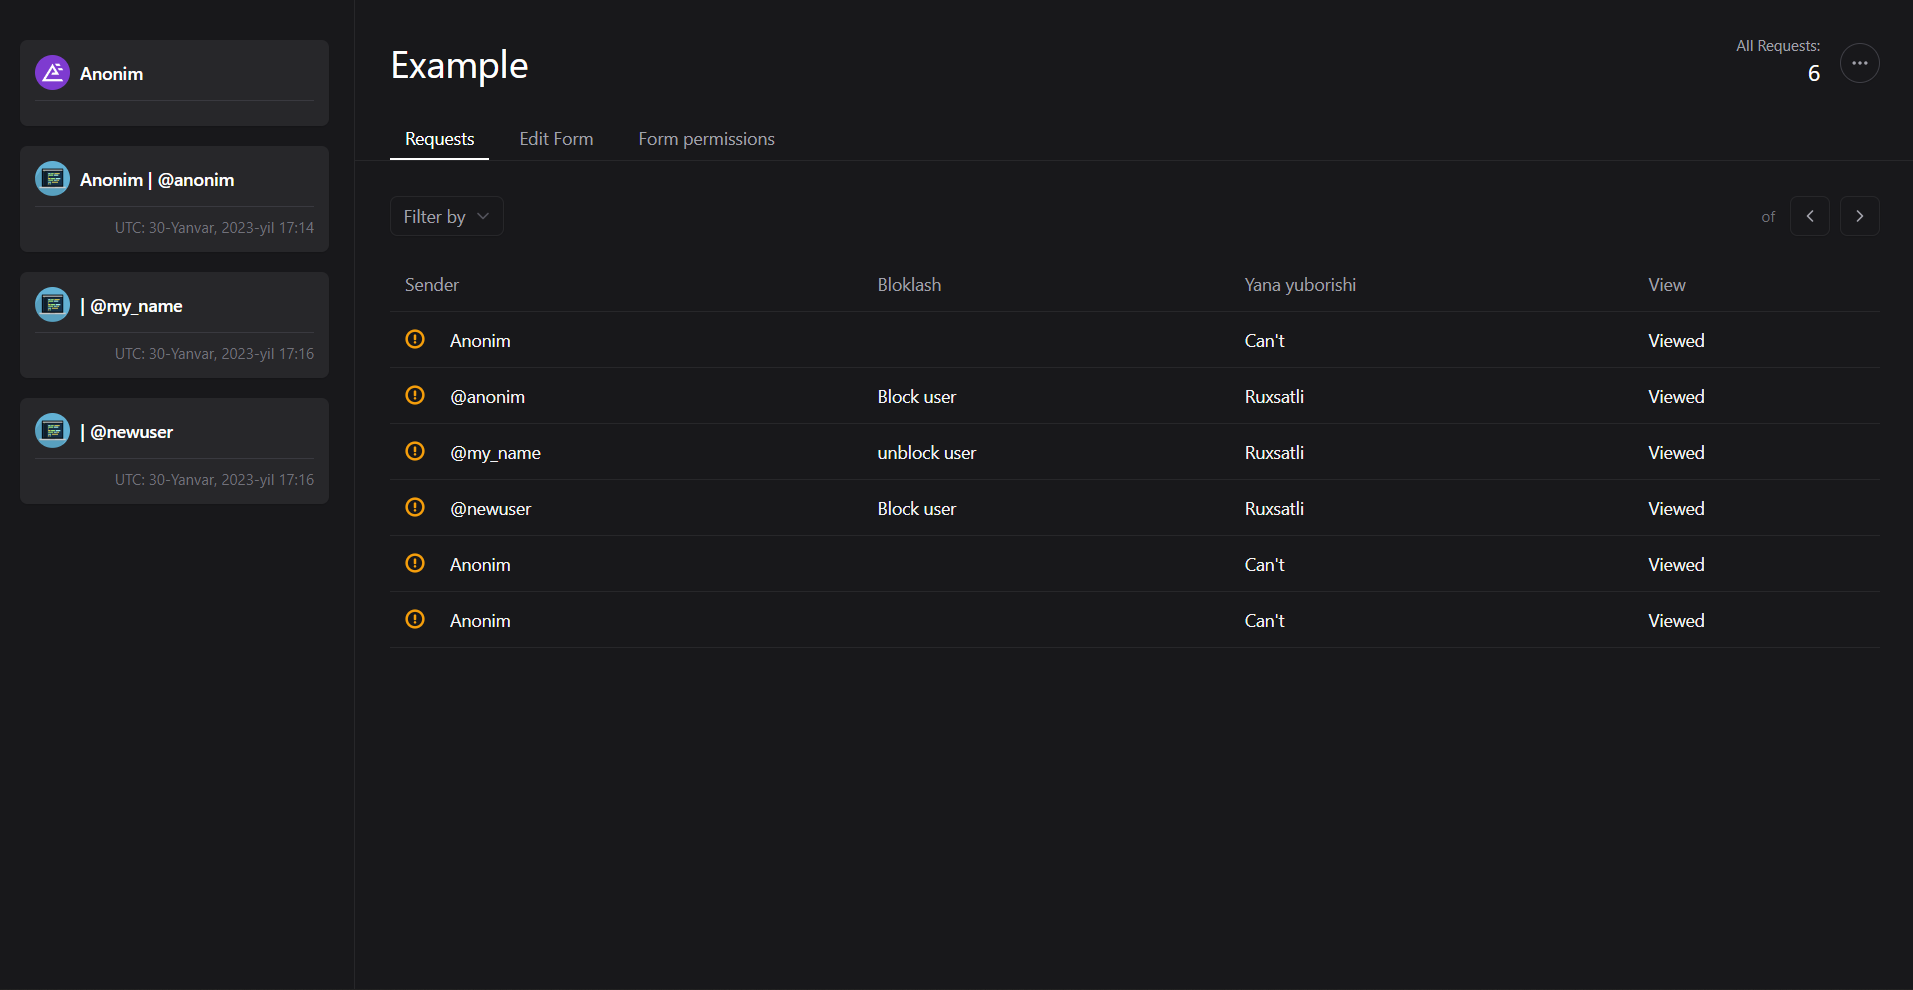 Anonim
Anonim | @anonim
UTC: 30-Yanvar, 2023-yil 17:14
| @my_name
UTC: 30-Yanvar, 2023-yil 17:16
| @newuser
UTC: 30-Yanvar, 2023-yil 17:16
Example
All Requests:
6
Requests Edit Form Form permissions
Filter by
of
Sender Bloklash Yana yuborishi View
Anonim Can't Viewed
@anonim Block user Ruxsatli Viewed
@my_name unblock user Ruxsatli Viewed
@newuser Block user Ruxsatli Viewed
Anonim Can't Viewed
Anonim Can't Viewed